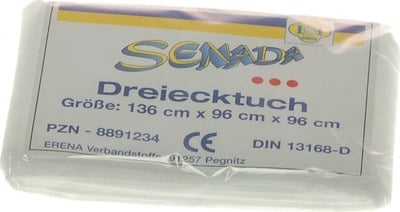 SENADA
Dreiecktuch
Größe: 136 cm x 96 cm x 96 cm
PZN - 8891234
CE
DIN 13168-D
ERENA Verbandstoffe, 91257 Pegnitz